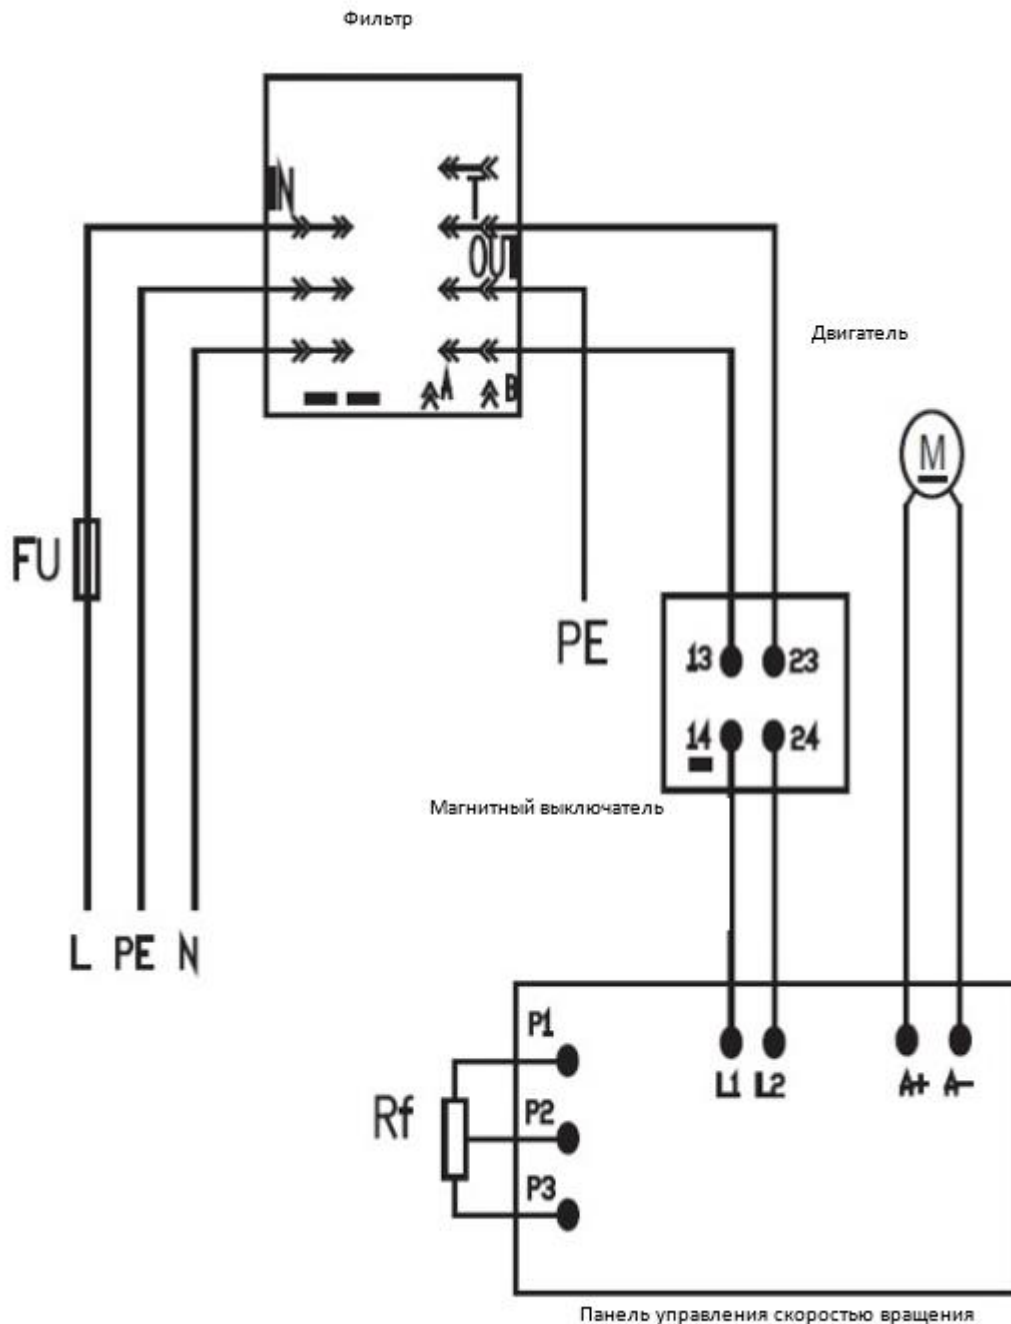 Фильтр
N
T
OUT
A
B
Двигатель
M
FU
PE
13
23
14
24
Магнитный выключатель
L PE N
P1
L1 L2
A+ A-
Rf
P2
P3
Панель управления скоростью вращения